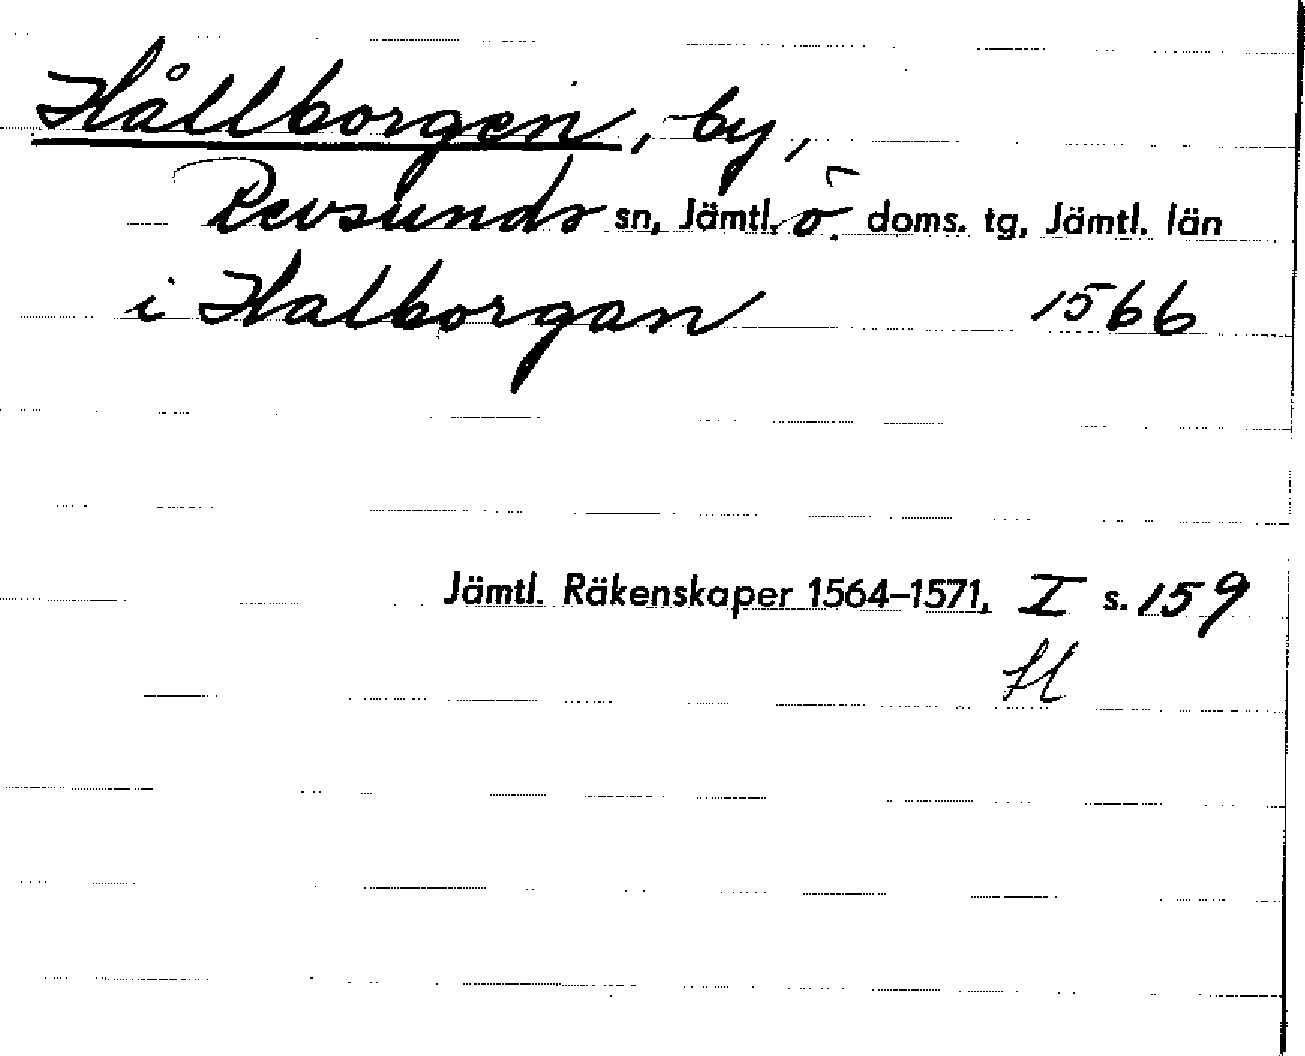 Hållborgen, by,
Revsunds sn, Jämtl. ö. doms. tg, Jämtl. län
i Halborgan 1566
Jämtl. Räkenskaper 1564–1571, I s. 159